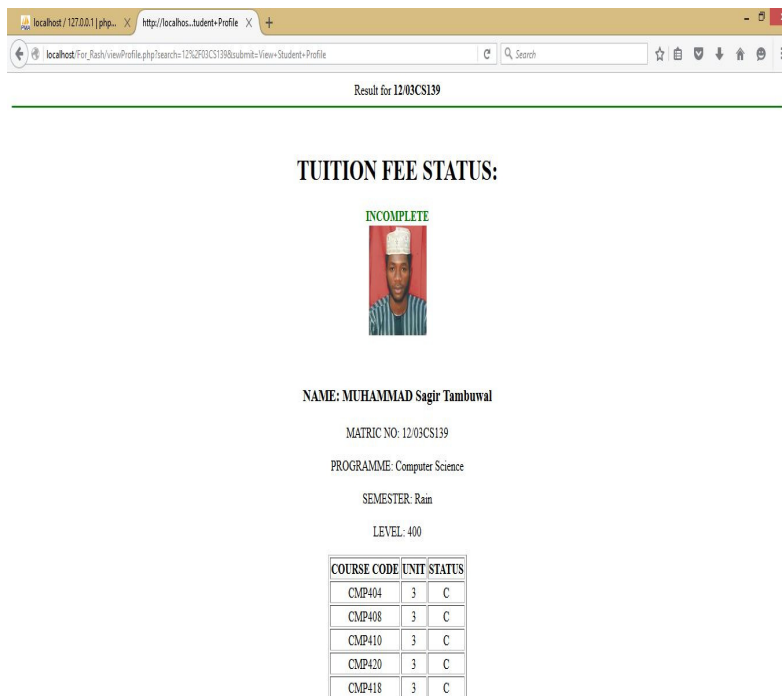 localhost / 127.0.0.1 | php...
http://localhos...tudent+Profile
localhost/For_Rash/viewProfile.php?search=12%2F03CS139&submit=View+Student+Profile
Search
Result for 12/03CS139
TUITION FEE STATUS:
INCOMPLETE
NAME: MUHAMMAD Sagir Tambuwal
MATRIC NO: 12/03CS139
PROGRAMME: Computer Science
SEMESTER: Rain
LEVEL: 400
COURSE CODE UNIT STATUS
CMP404 3 C
CMP408 3 C
CMP410 3 C
CMP420 3 C
CMP418 3 C